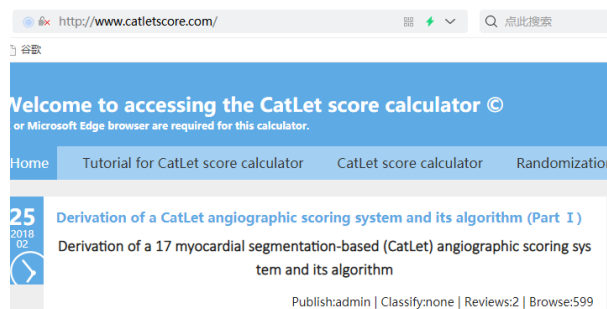 http://www.catletscore.com/
点此搜索
谷歌
Welcome to accessing the CatLet score calculator ©
or Microsoft Edge browser are required for this calculator.
Home Tutorial for CatLet score calculator CatLet score calculator Randomizatio
25
2018
02
Derivation of a CatLet angiographic scoring system and its algorithm (Part Ⅰ)
Derivation of a 17 myocardial segmentation-based (CatLet) angiographic scoring sys
tem and its algorithm
Publish:admin | Classify:none | Reviews:2 | Browse:599